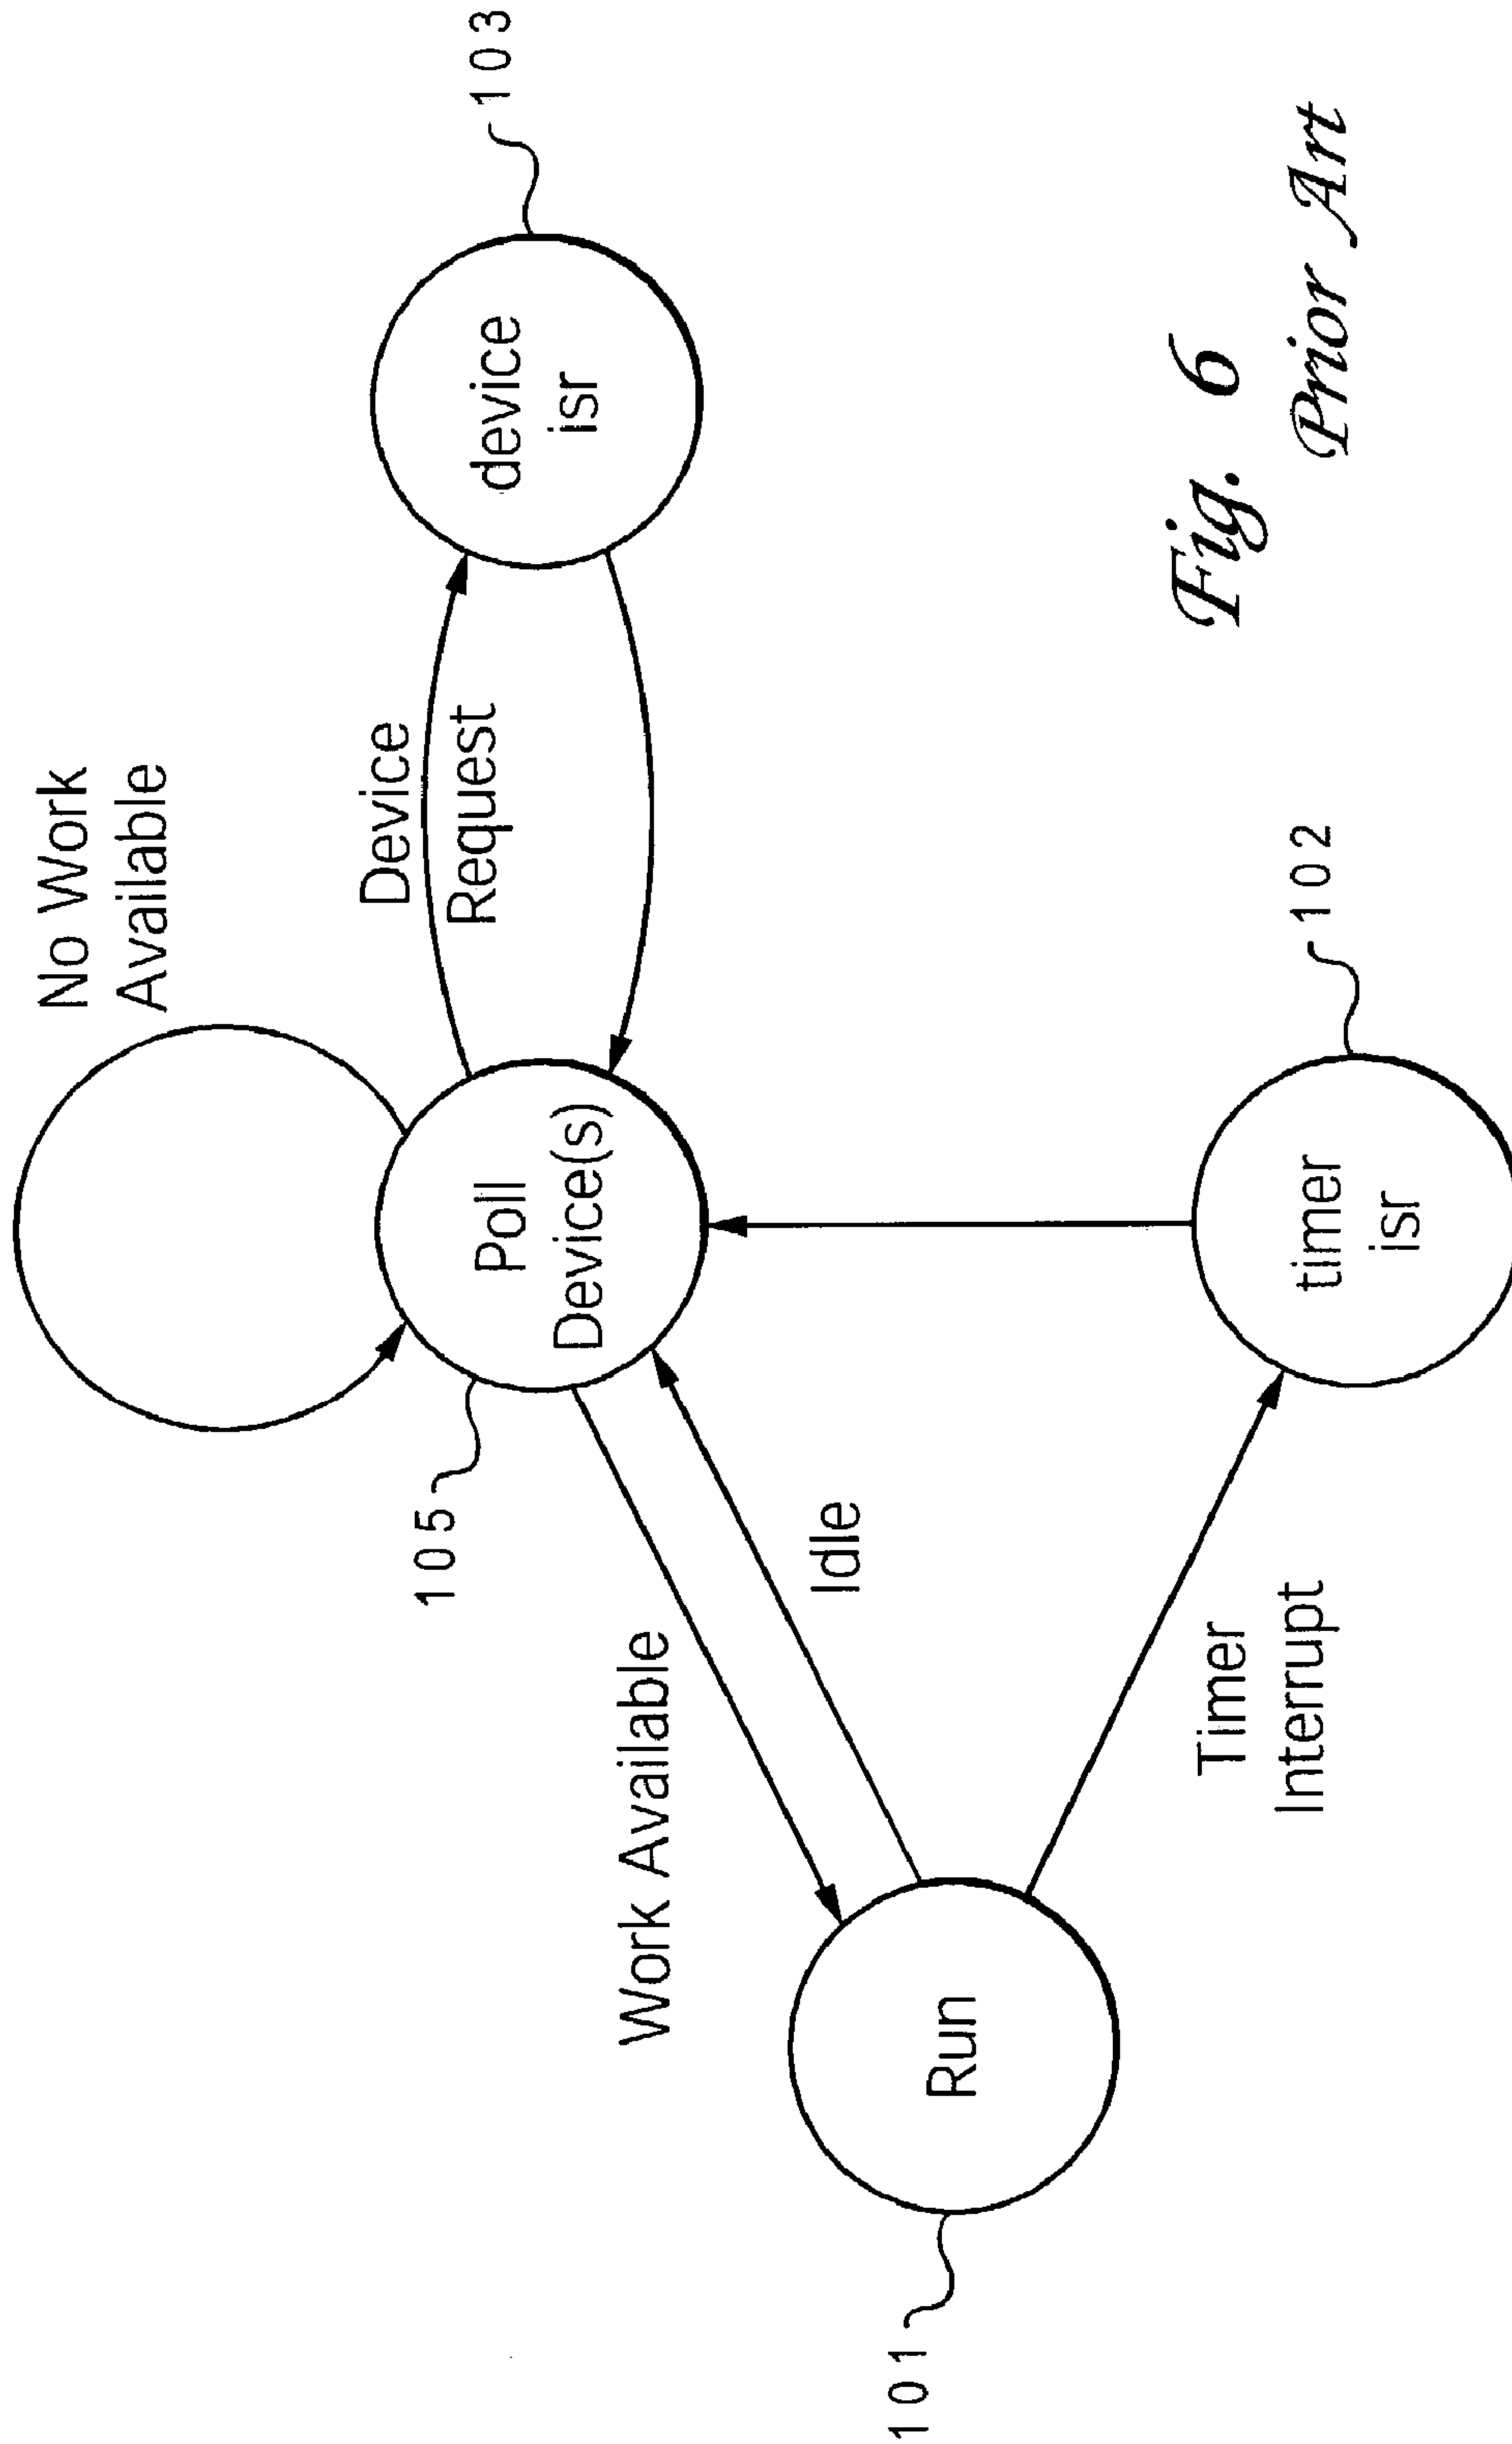 No Work
Available
105
Poll
Device(s)
Device
Request
device
isr
103
Work Available
Idle
101
Run
Timer
Interrupt
timer
isr
102
Fig. 6
Prior Art